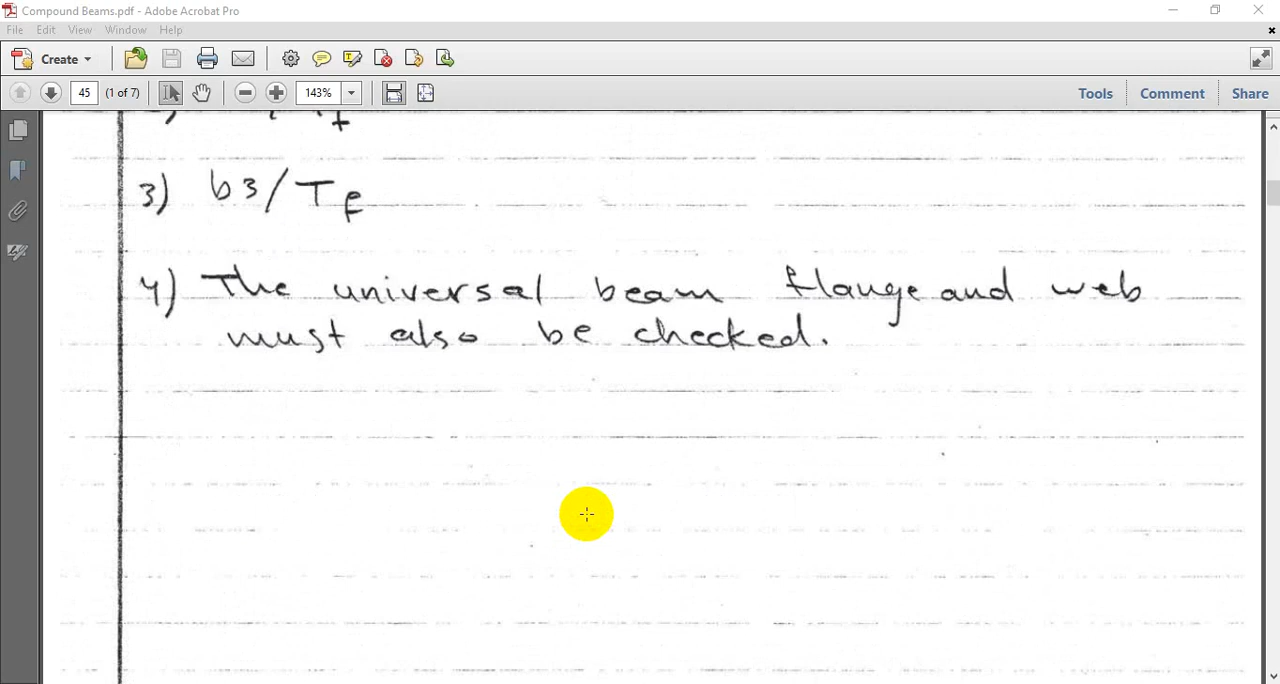 Compound Beams.pdf - Adobe Acrobat Pro
File Edit View Window Help
Create
45 (1 of 7) 143% Tools Comment Share
3) b3/Tf
4) The universal beam flange and web
must also be checked.